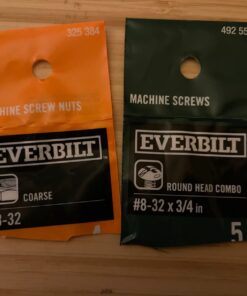 325 384
HINE SCREW NUTS
EVERBILT
COARSE
8-32
492 55
MACHINE SCREWS
EVERBILT
ROUND HEAD COMBO
#8-32 x 3/4 in
5